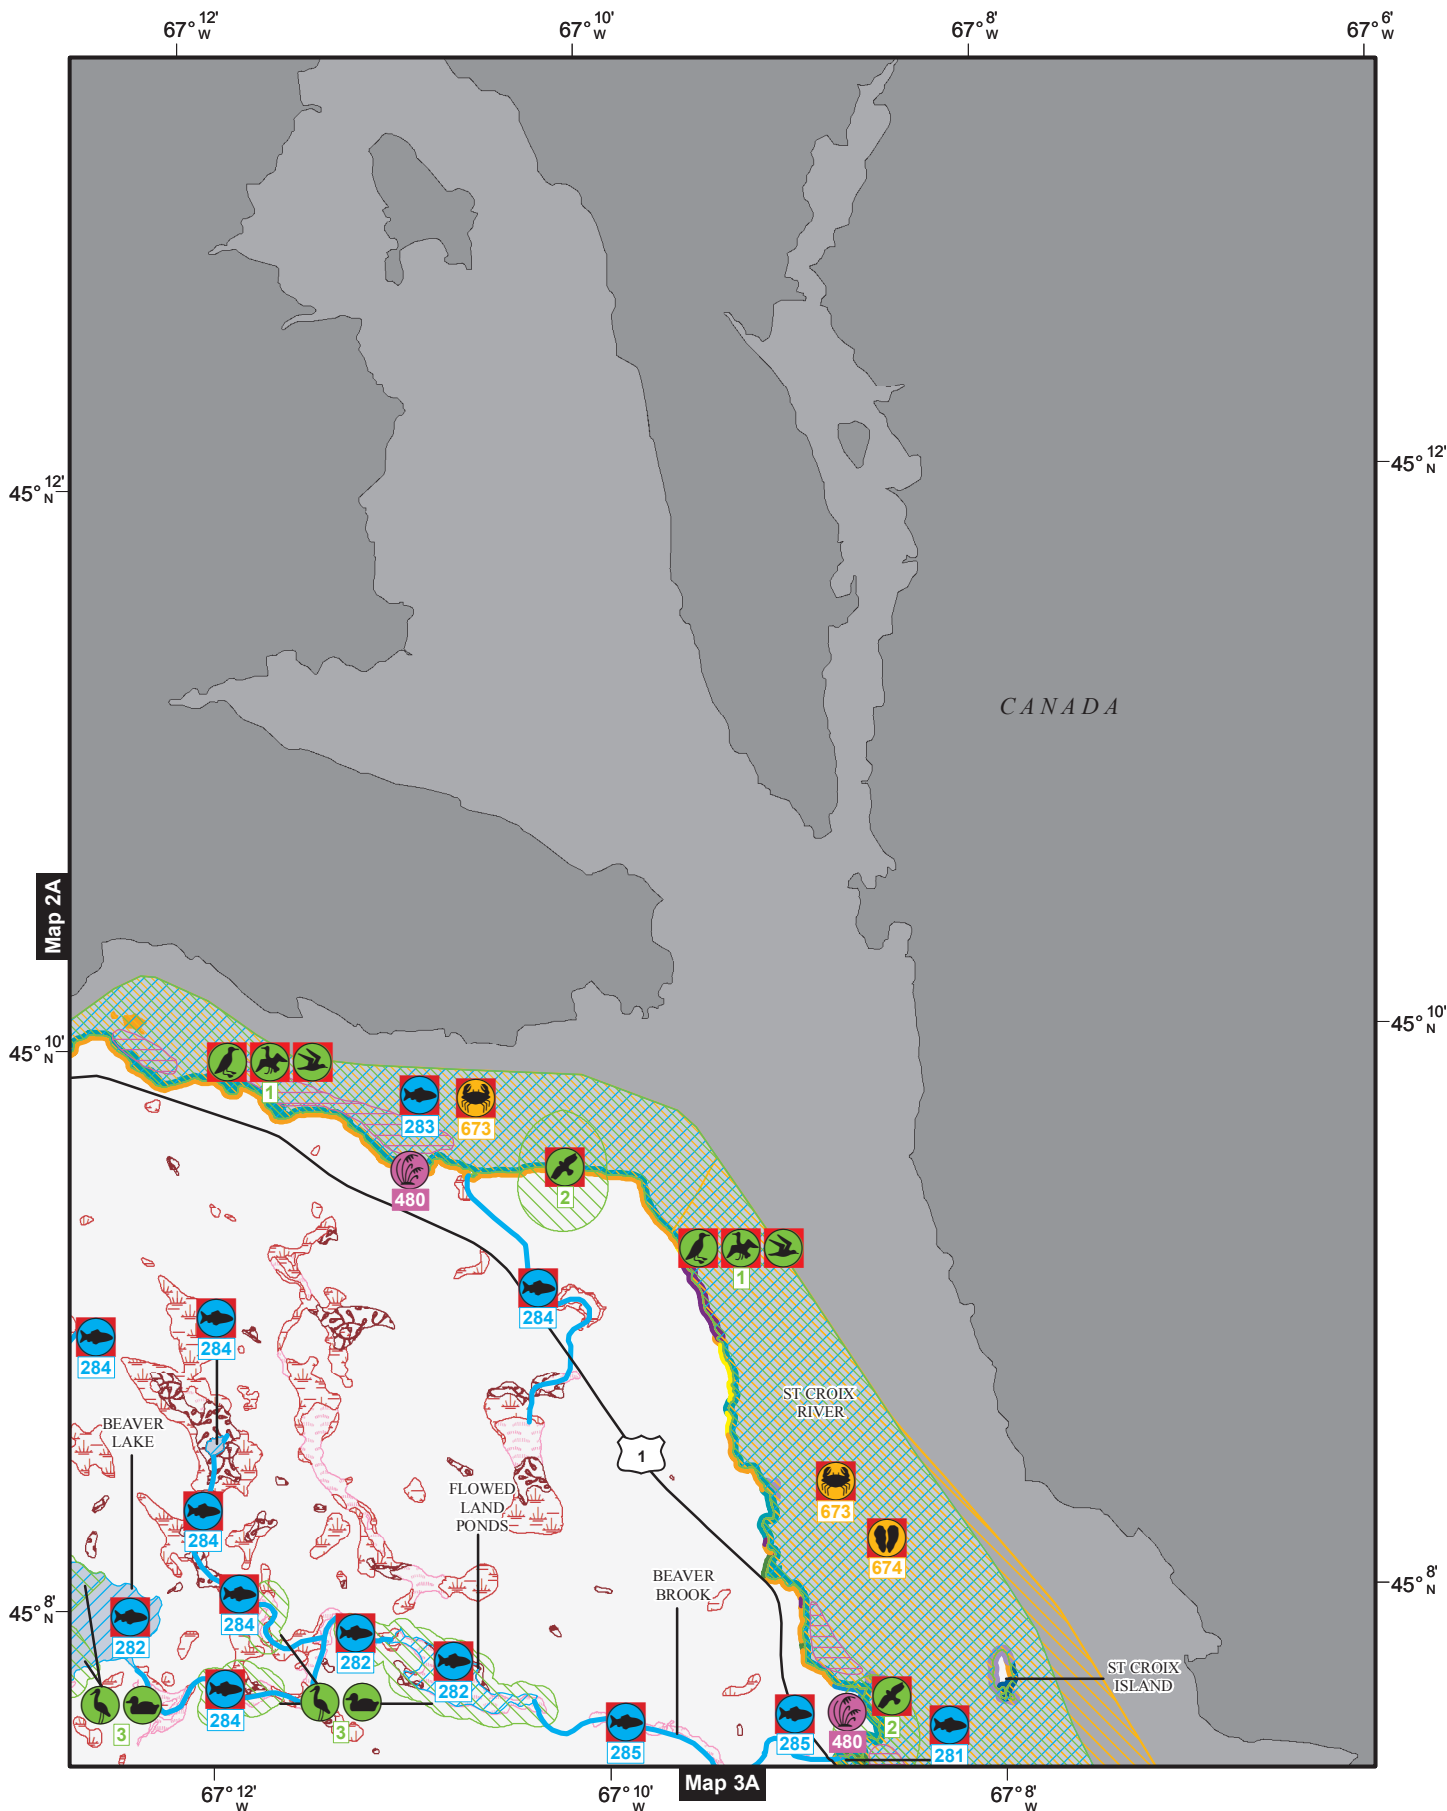 67° 12' W
67° 10' W
67° 8' W
67° 6' W
45° 12' N
45° 12' N
CANADA
Map 2A
45° 10' N
45° 10' N
1
283
673
480
2
1
284
284
284
ST CROIX
RIVER
BEAVER
LAKE
1
673
FLOWED
LAND
PONDS
284
674
BEAVER
BROOK
45° 8' N
45° 8' N
284
282
282
282
ST CROIX
ISLAND
284
3
3
285
285
480
2
281
Map 3A
67° 12' W
67° 10' W
67° 8' W